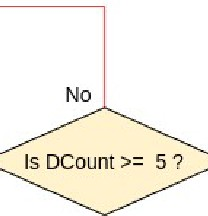 No
Is DCount >= 5 ?